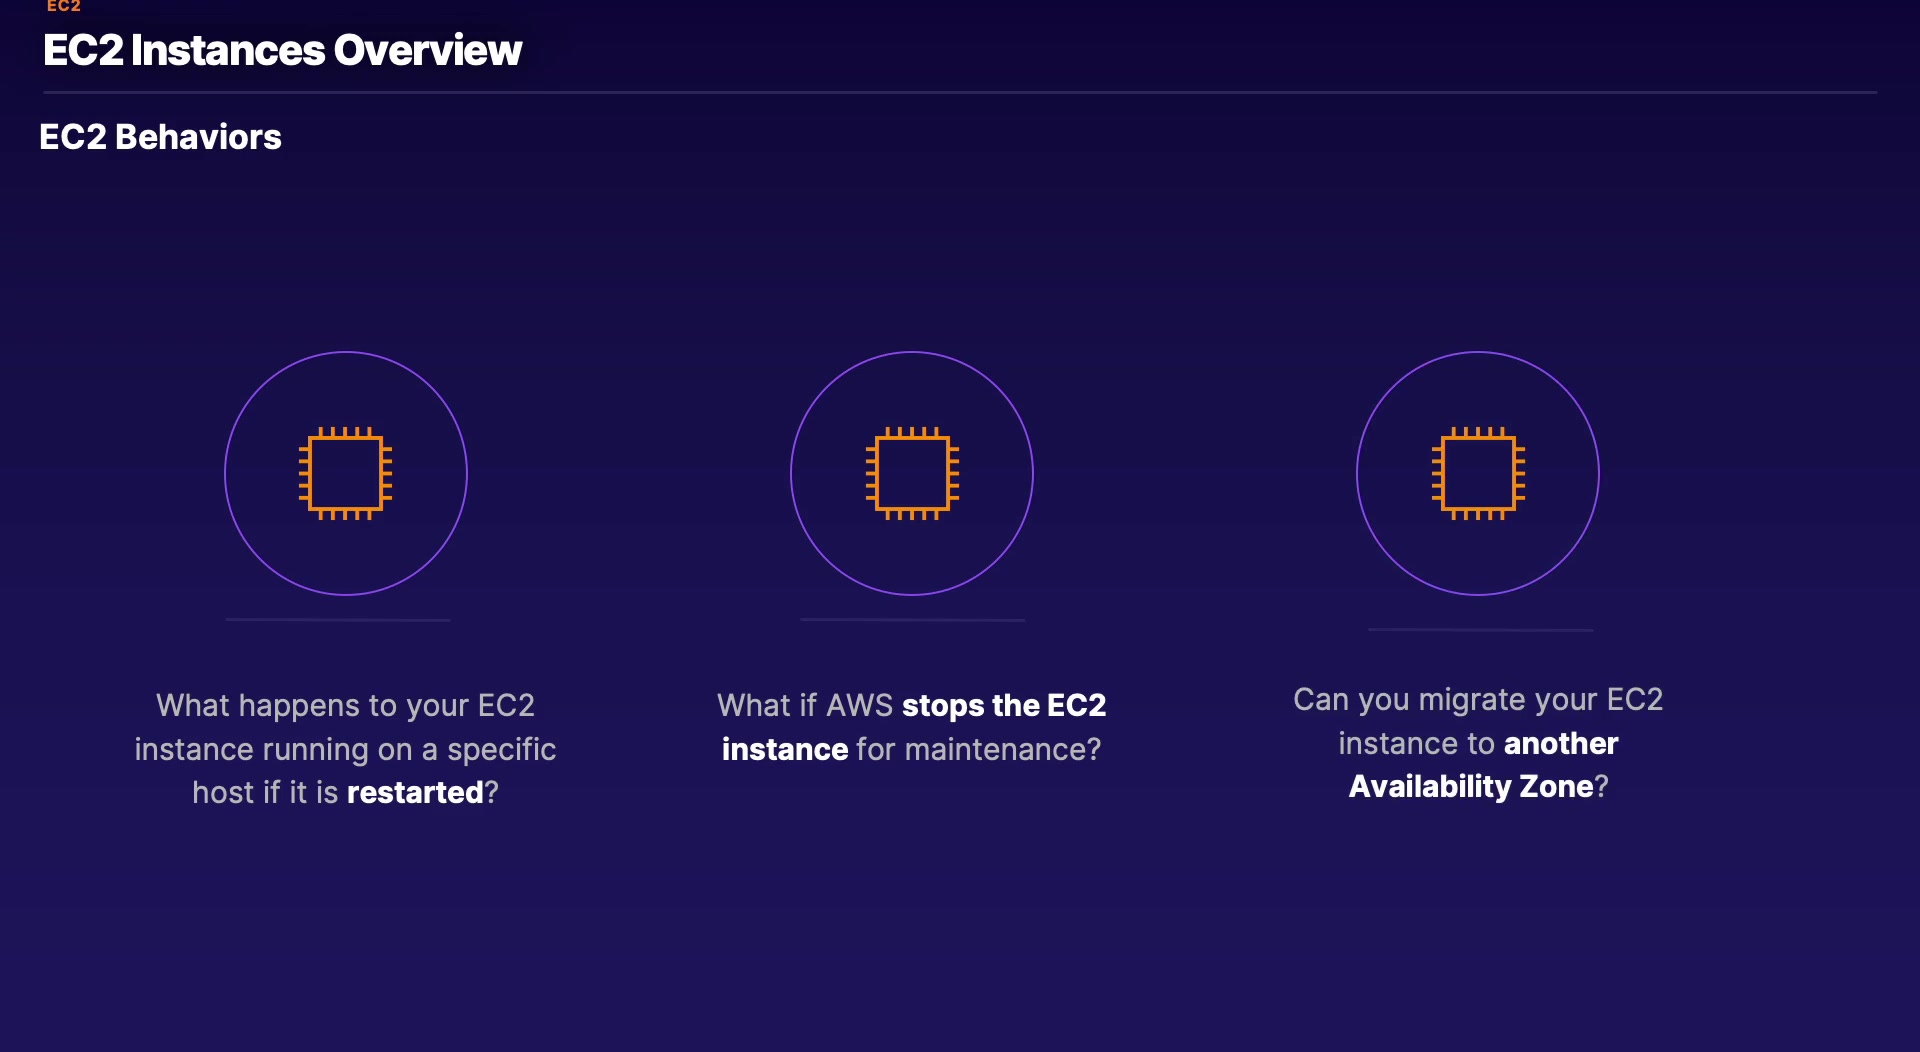 EC2
EC2 Instances Overview
EC2 Behaviors
What happens to your EC2
instance running on a specific
host if it is restarted?
What if AWS stops the EC2
instance for maintenance?
Can you migrate your EC2
instance to another
Availability Zone?